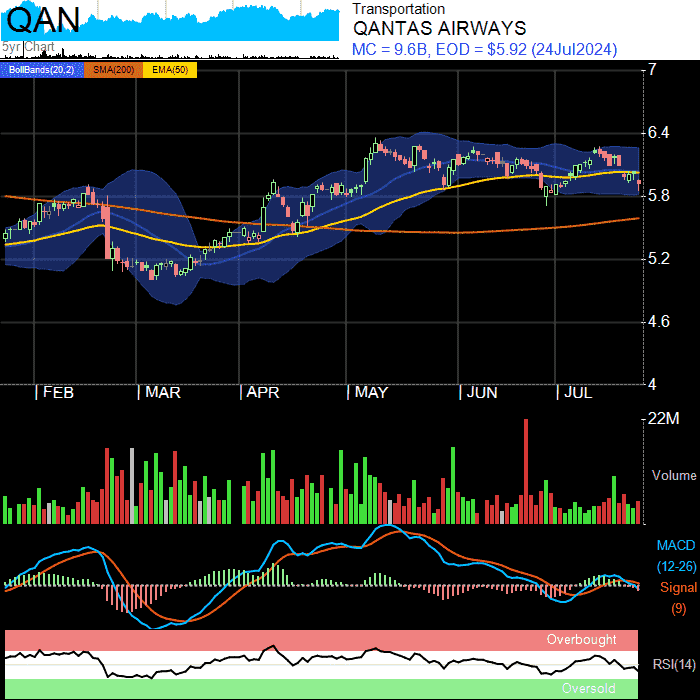 QAN
5yr Chart
Transportation
QANTAS AIRWAYS
MC = 9.6B, EOD = $5.92 (24Jul2024)
BollBands(20,2) SMA(200) EMA(50)
7
6.4
5.8
5.2
4.6
4
FEB MAR APR MAY JUN JUL
22M
Volume
MACD
(12-26)
Signal
(9)
Overbought
RSI(14)
Oversold